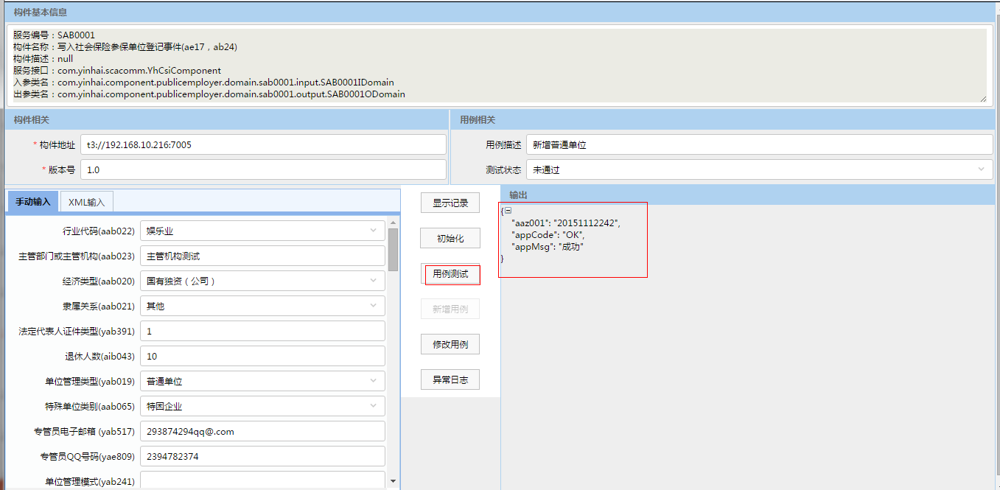 构件基本信息
服务编号：SAB0001
构件名称：写入社会保险参保单位登记事件(ae17，ab24)
构件描述：null
服务接口：com.yinhai.scacomm.YhCsiComponent
入参类名：com.yinhai.component.publicemployer.domain.sab0001.input.SAB0001IDomain
出参类名：com.yinhai.component.publicemployer.domain.sab0001.output.SAB0001ODomain
构件相关
* 构件地址 t3://192.168.10.216:7005
* 版本号 1.0
用例相关
用例描述 新增普通单位
测试状态 未通过
手动输入 XML输入
行业代码(aab022) 娱乐业
主管部门或主管机构(aab023) 主管机构测试
经济类型(aab020) 国有独资（公司）
隶属关系(aab021) 其他
法定代表人证件类型(yab391) 1
退休人数(aib043) 10
单位管理类型(yab019) 普通单位
特殊单位类别(aab065) 特困企业
专管员电子邮箱 (yab517) 293874294qq@.com
专管员QQ号码(yae809) 2394782374
单位管理模式(yab241)
显示记录
初始化
用例测试
新增用例
修改用例
异常日志
输出
{
"aaz001": "20151112242",
"appCode": "OK",
"appMsg": "成功"
}